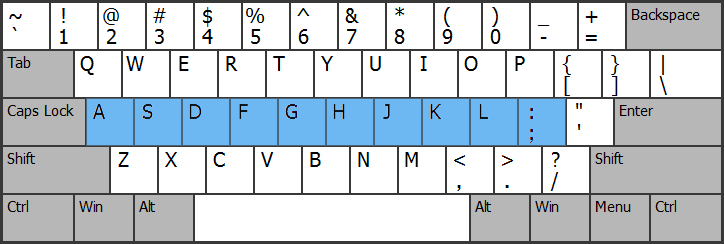 ~ ! @ # $ % ^ & * ( ) _ + Backspace
` 1 2 3 4 5 6 7 8 9 0 - =
Tab Q W E R T Y U I O P { } |
[ ] \
Caps Lock A S D F G H J K L : " Enter
; '
Shift Z X C V B N M < > ? Shift
, . /
Ctrl Win Alt Alt Win Menu Ctrl